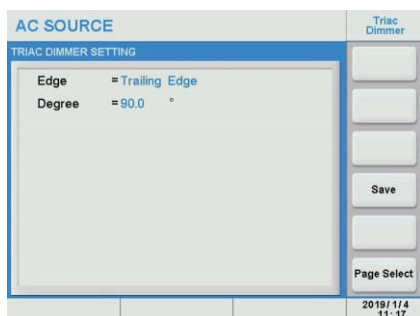 AC SOURCE
Triac
Dimmer
TRIAC DIMMER SETTING
Edge =Trailing Edge
Degree =90.0 °
Save
Page Select
2019/1/4
11:17